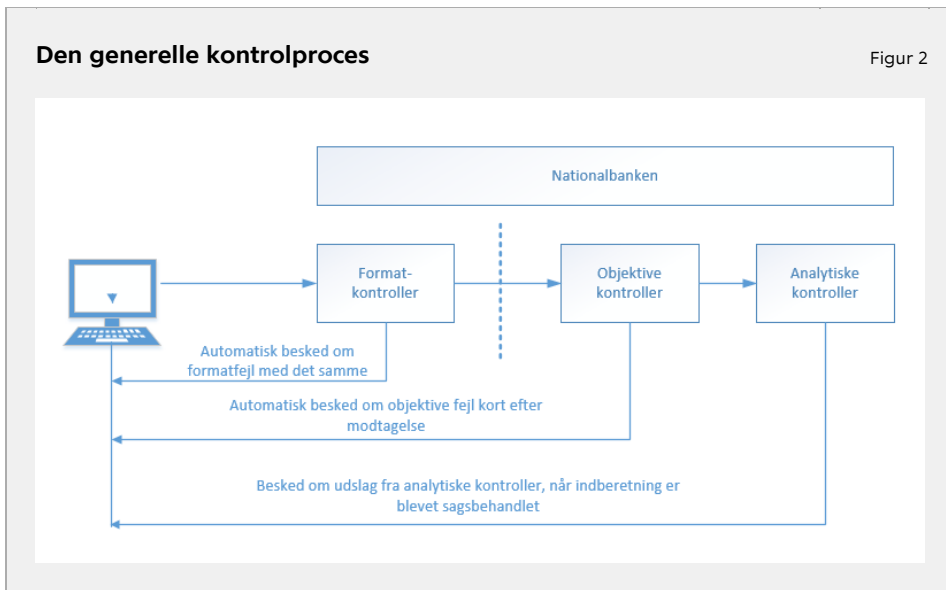 Den generelle kontrolproces
Figur 2
Nationalbanken
Format-
kontroller
Objektive
kontroller
Analytiske
kontroller
Automatisk besked om
formatfejl med det samme
Automatisk besked om objektive fejl kort efter
modtagelse
Besked om udslag fra analytiske kontroller, når indberetning er
blevet sagsbehandlet